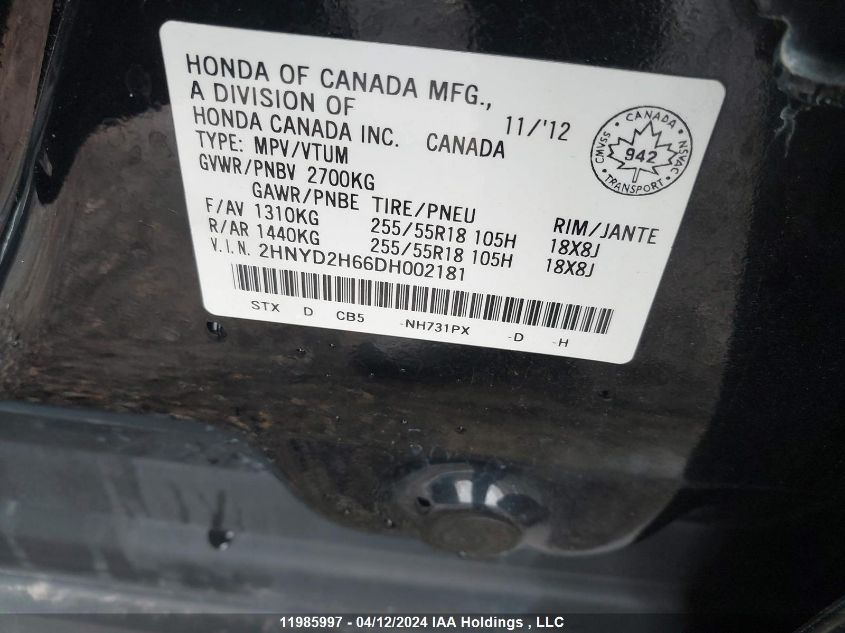 HONDA OF CANADA MFG.,
A DIVISION OF
HONDA CANADA INC. CANADA 11/'12
TYPE: MPV/VTUM
GVWR/PNBV 2700KG
GAWR/PNBE TIRE/PNEU RIM/JANTE
F/AV 1310KG 255/55R18 105H 18X8J
R/AR 1440KG 255/55R18 105H 18X8J
V.I.N. 2HNYD2H66DH002181
STX D CB5 -NH731PX -D -H
CANADA
CMVSS 942 NSVAC
TRANSPORT
11985997 - 04/12/2024 IAA Holdings , LLC